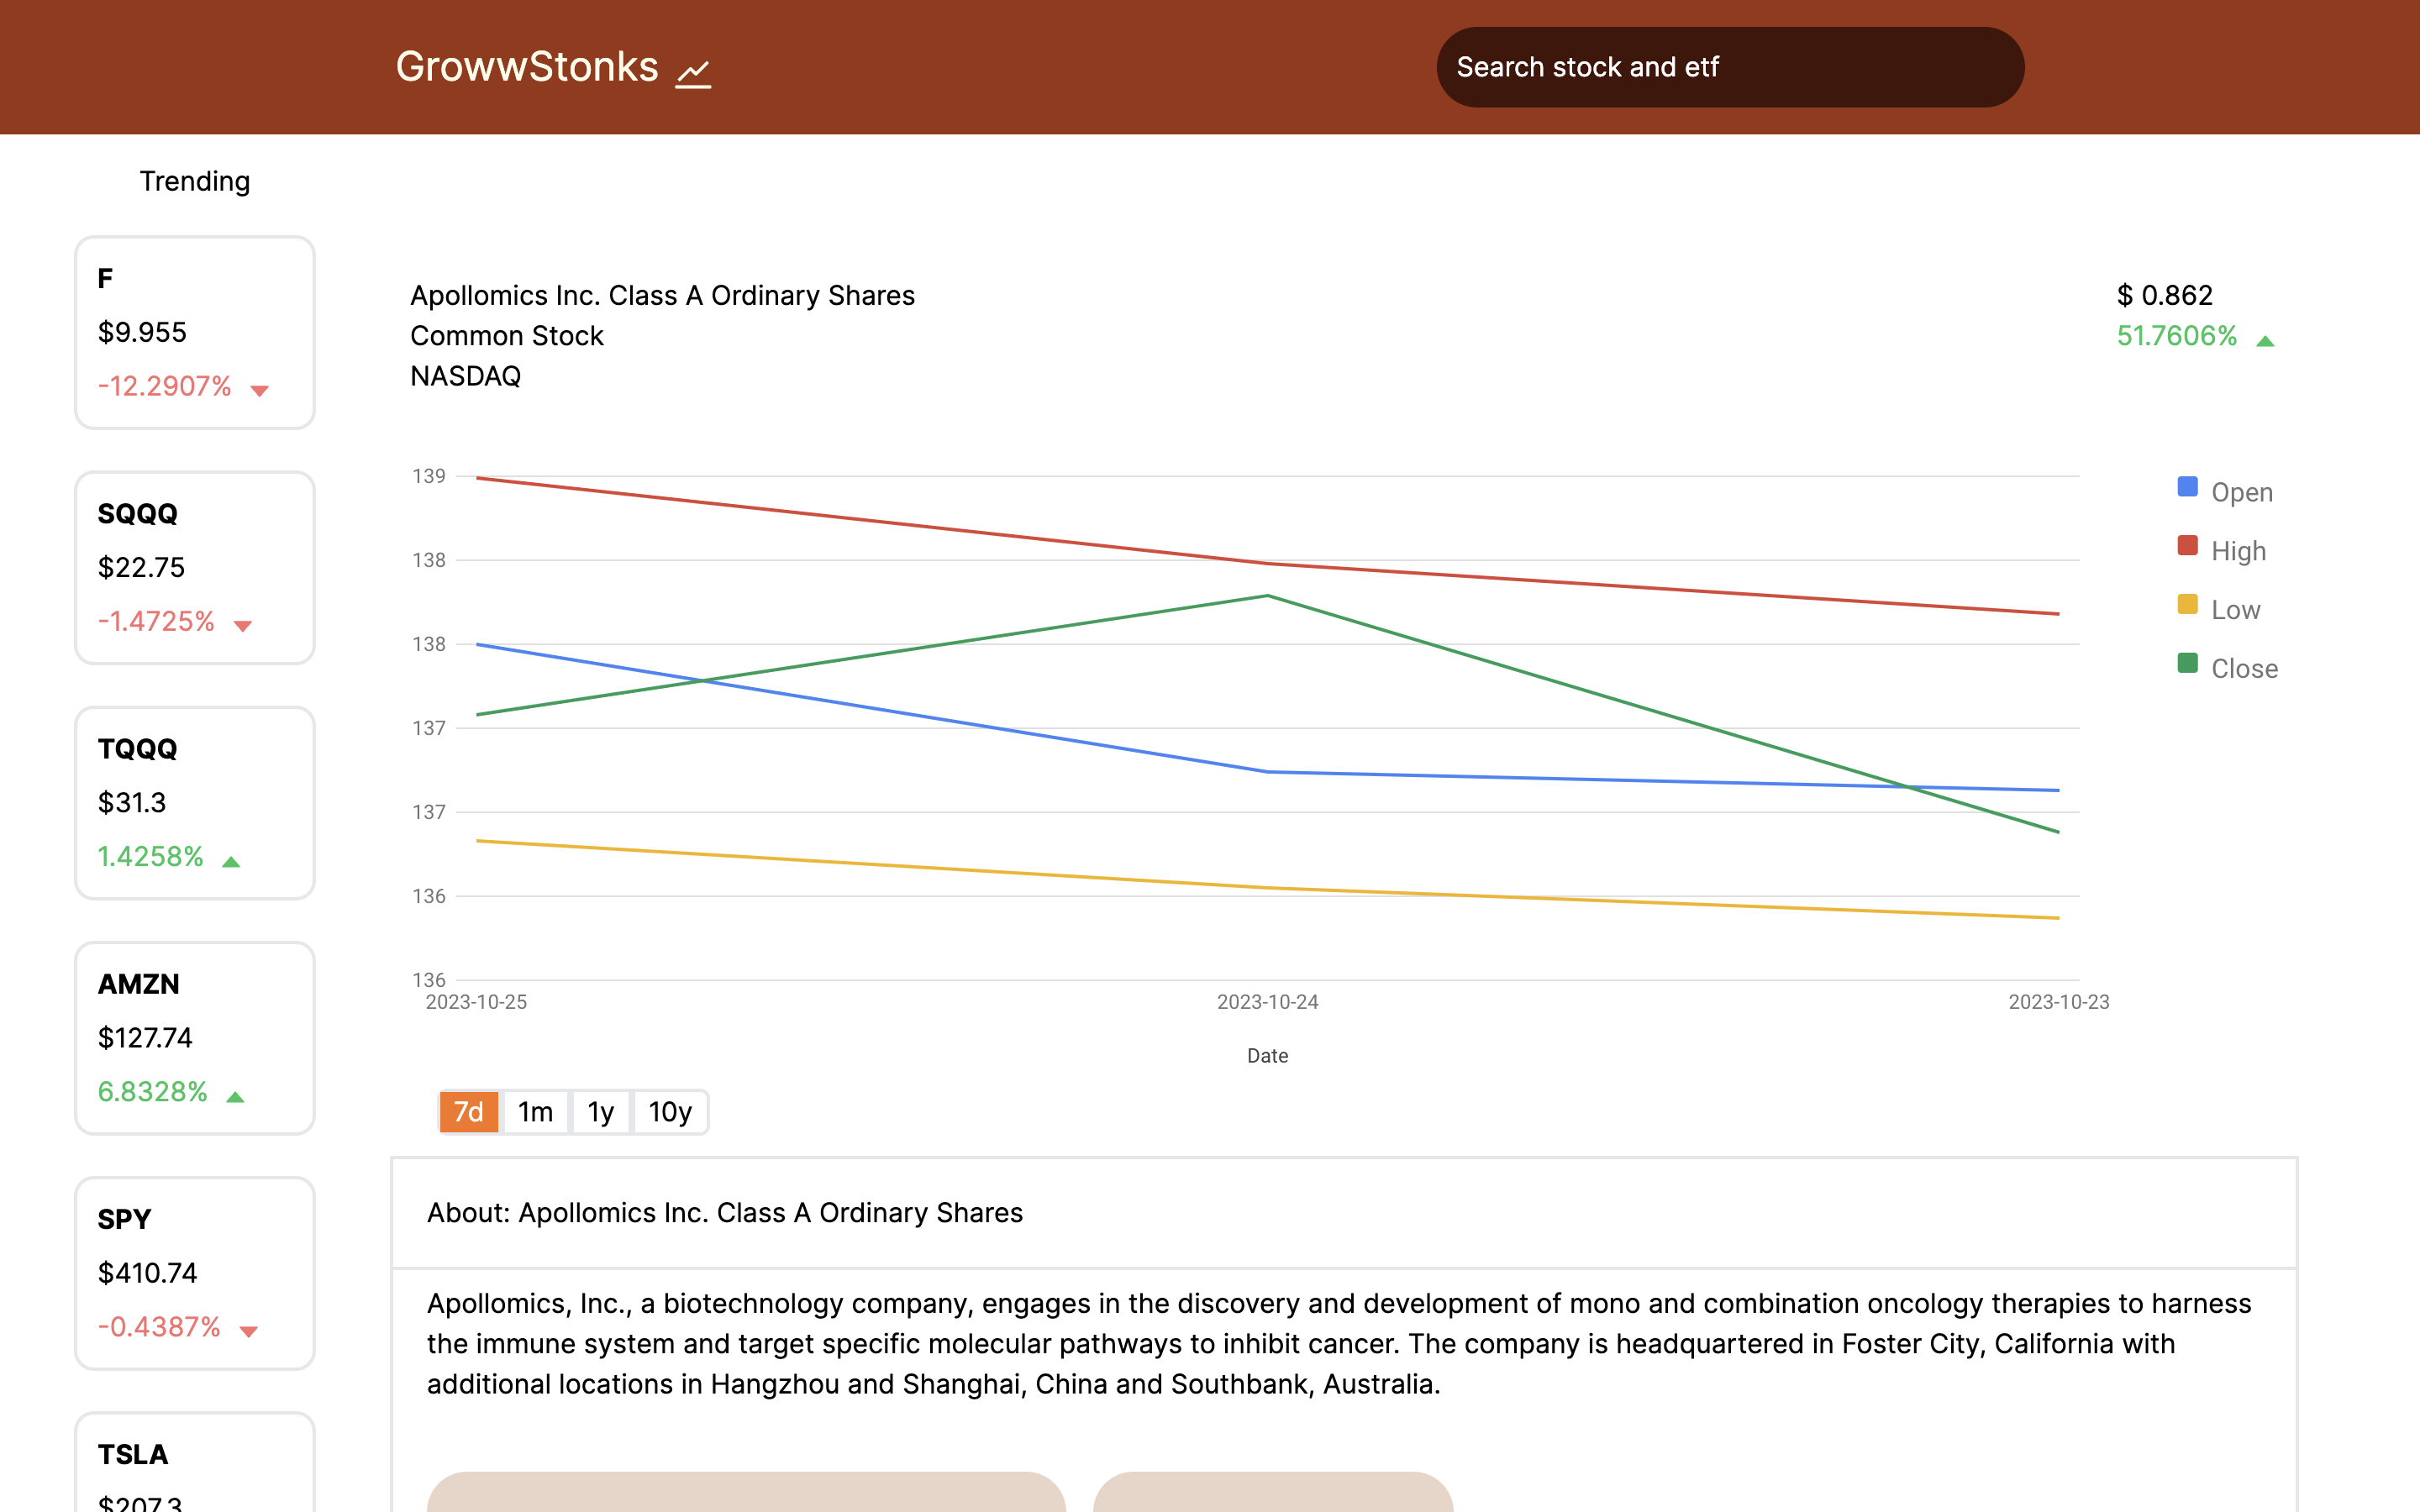 GrowwStonks
Search stock and etf
Trending
F
$9.955
-12.2907%
SQQQ
$22.75
-1.4725%
TQQQ
$31.3
1.4258%
AMZN
$127.74
6.8328%
SPY
$410.74
-0.4387%
TSLA
$207.3
Apollomics Inc. Class A Ordinary Shares
Common Stock
NASDAQ
$ 0.862
51.7606%
139
138
138
137
137
136
136
2023-10-25
2023-10-24
2023-10-23
Date
Open
High
Low
Close
7d
1m
1y
10y
About: Apollomics Inc. Class A Ordinary Shares
Apollomics, Inc., a biotechnology company, engages in the discovery and development of mono and combination oncology therapies to harness
the immune system and target specific molecular pathways to inhibit cancer. The company is headquartered in Foster City, California with
additional locations in Hangzhou and Shanghai, China and Southbank, Australia.